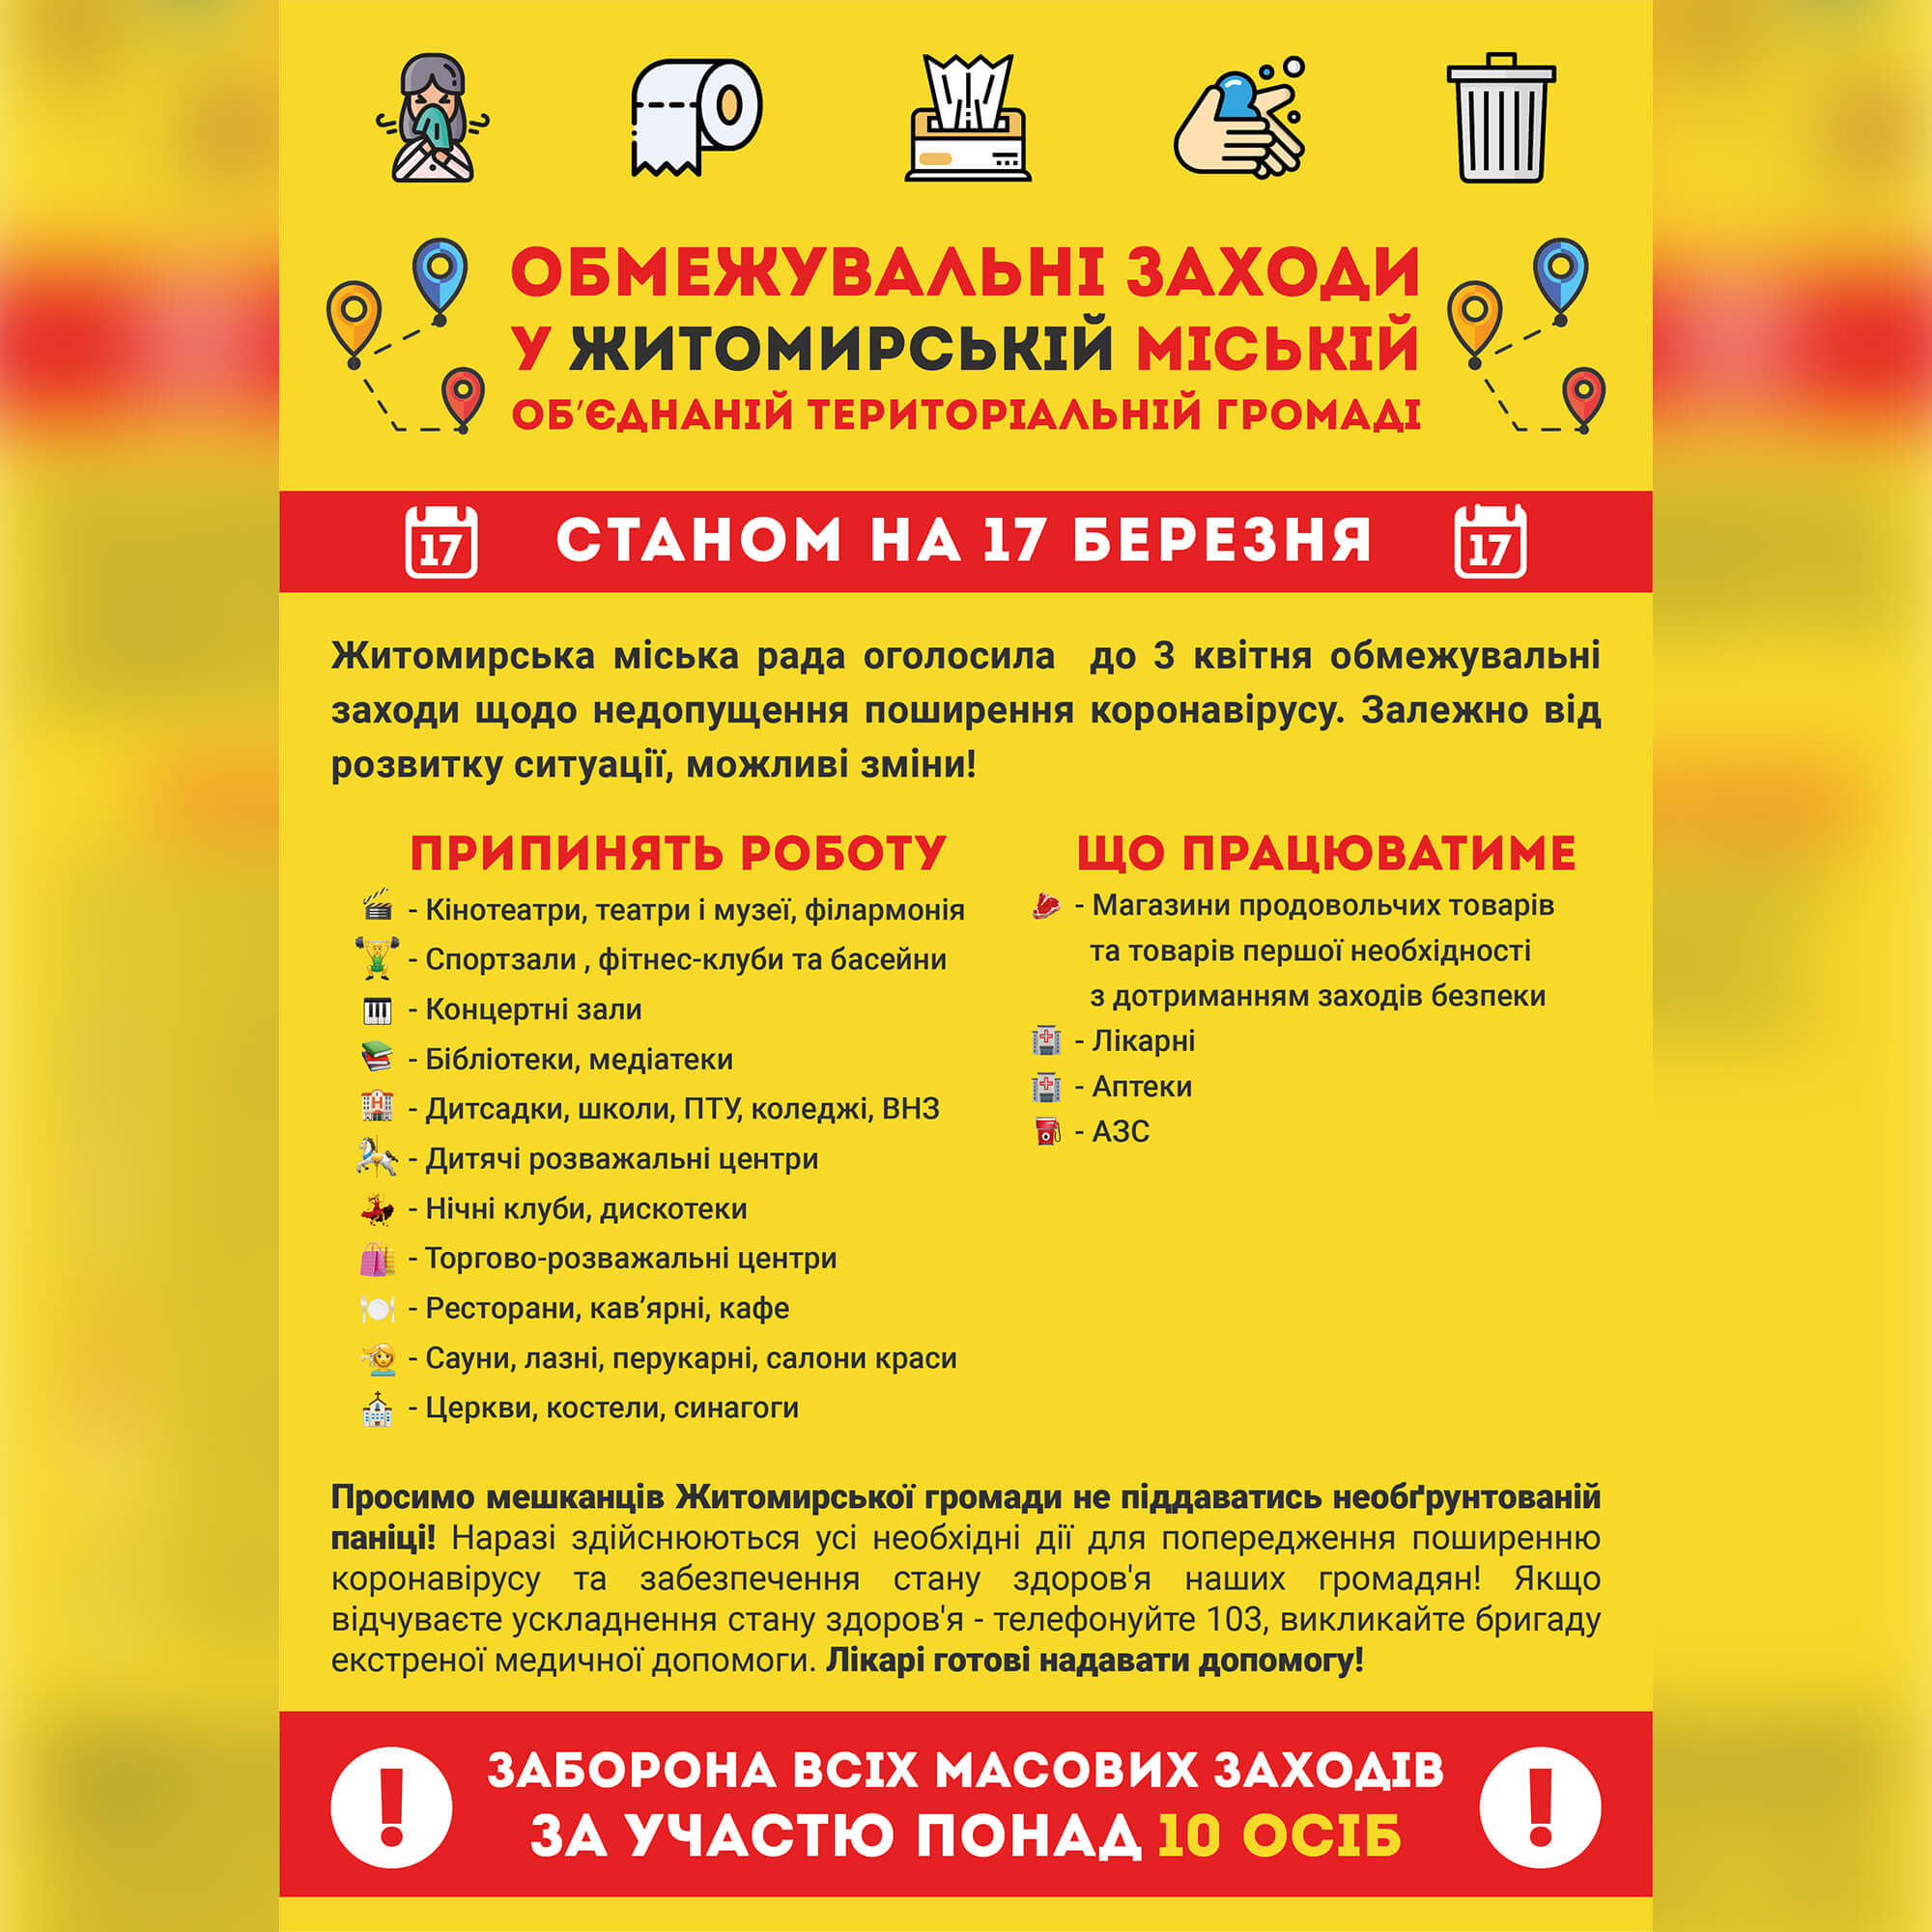 ОБМЕЖУВАЛЬНІ ЗАХОДИ
У ЖИТОМИРСЬКІЙ МІСЬКІЙ
ОБ'ЄДНАНІЙ ТЕРИТОРІАЛЬНІЙ ГРОМАДІ
17 СТАНОМ НА 17 БЕРЕЗНЯ 17
Житомирська міська рада оголосила до 3 квітня обмежувальні
заходи щодо недопущення поширення коронавірусу. Залежно від
розвитку ситуації, можливі зміни!
ПРИПИНЯТЬ РОБОТУ
- Кінотеатри, театри і музеї, філармонія
- Спортзали , фітнес-клуби та басейни
- Концертні зали
- Бібліотеки, медіатеки
- Дитсадки, школи, ПТУ, коледжі, ВНЗ
- Дитячі розважальні центри
- Нічні клуби, дискотеки
- Торгово-розважальні центри
- Ресторани, кав’ярні, кафе
- Сауни, лазні, перукарні, салони краси
- Церкви, костели, синагоги
ЩО ПРАЦЮВАТИМЕ
- Магазини продовольчих товарів
та товарів першої необхідності
з дотриманням заходів безпеки
- Лікарні
- Аптеки
- АЗС
Просимо мешканців Житомирської громади не піддаватись необґрунтованій
паніці! Наразі здійснюються усі необхідні дії для попередження поширенню
коронавірусу та забезпечення стану здоров'я наших громадян! Якщо
відчуваєте ускладнення стану здоров'я - телефонуйте 103, викликайте бригаду
екстреної медичної допомоги. Лікарі готові надавати допомогу!
ЗАБОРОНА ВСІХ МАСОВИХ ЗАХОДІВ
ЗА УЧАСТЮ ПОНАД 10 ОСІБ